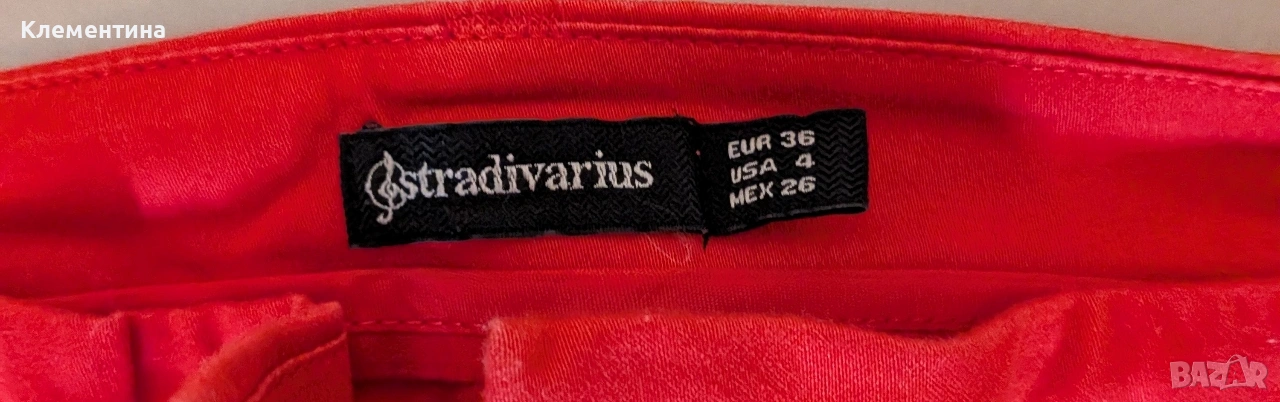 Клементина
stradivarius
EUR 36
USA 4
MEX 26
BAZAR